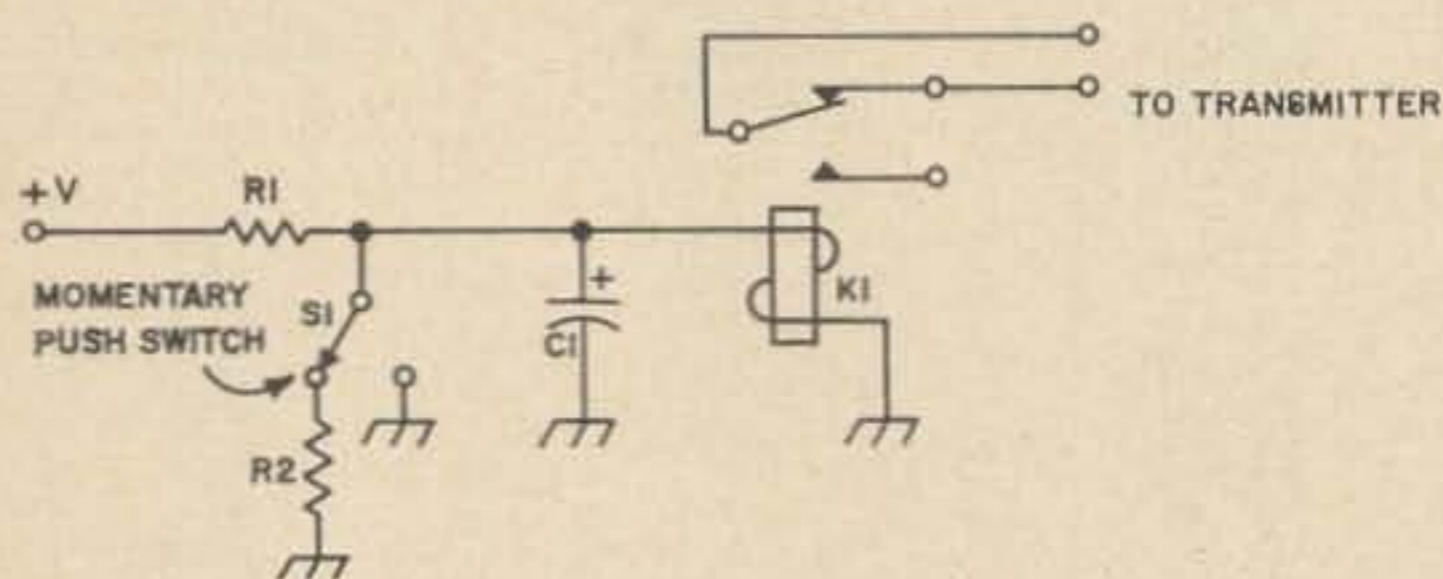 TO TRANSMITTER
+V
R1
MOMENTARY
PUSH SWITCH
S1
+
C1
K1
R2